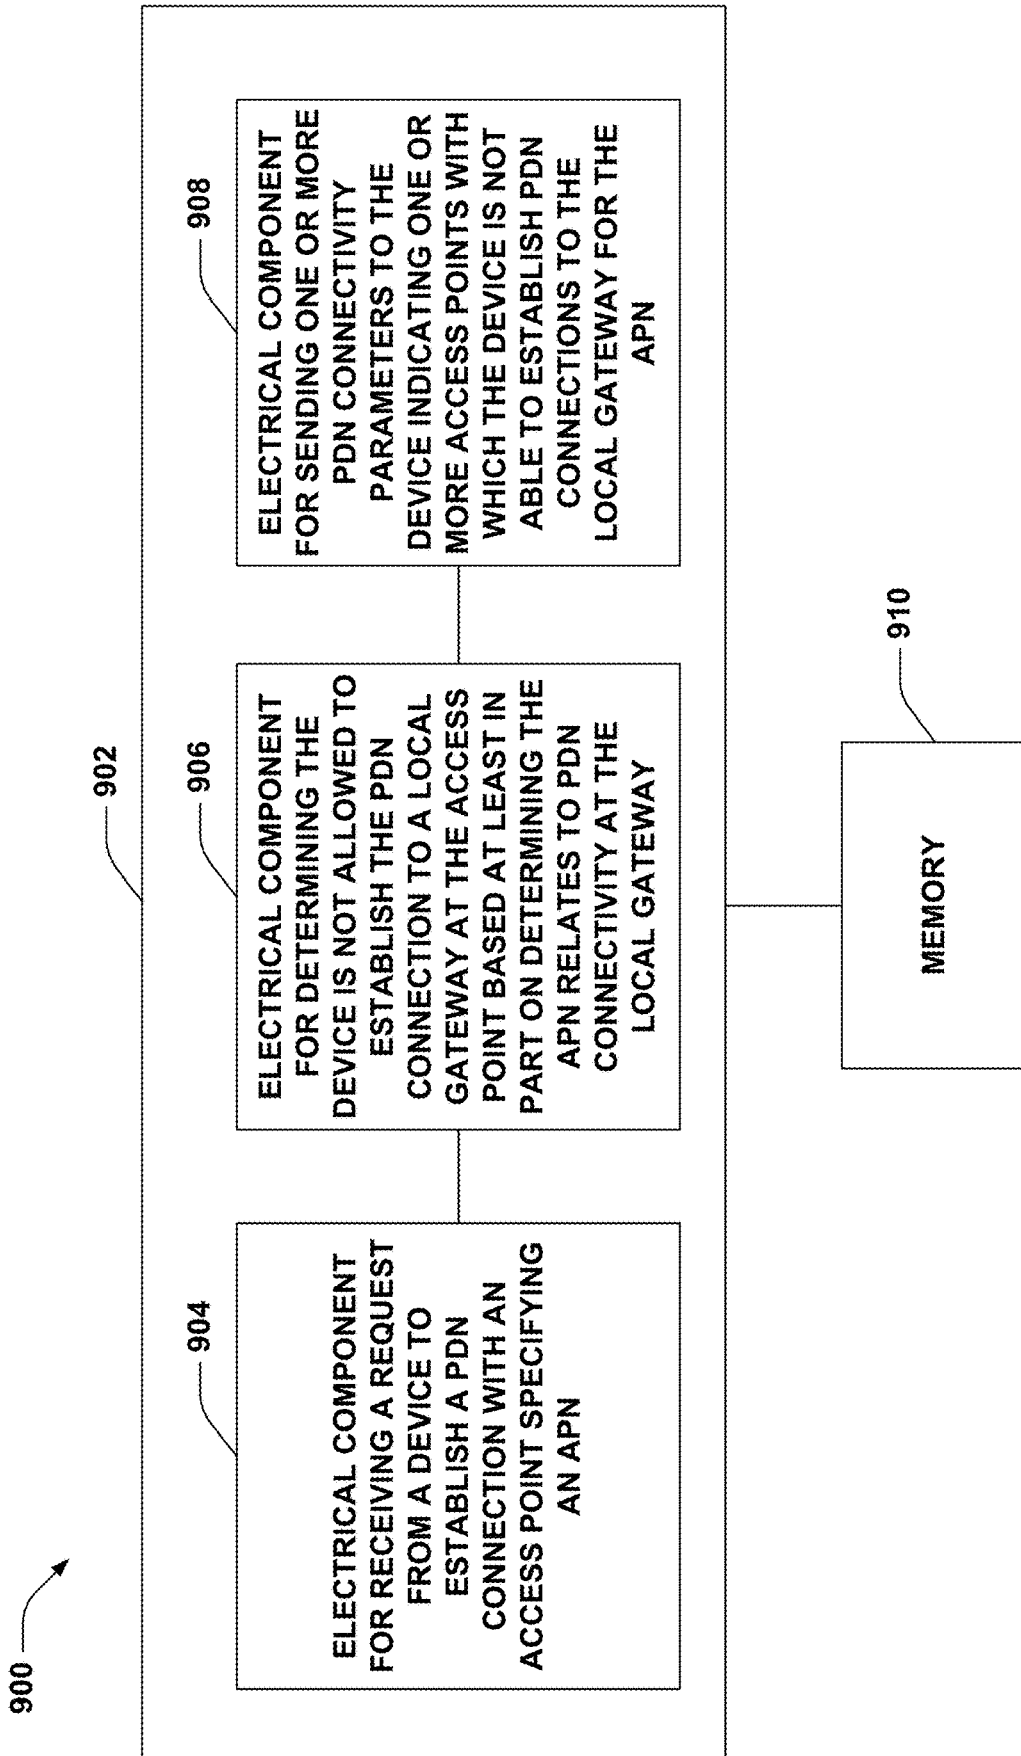 900
902
904
ELECTRICAL COMPONENT
FOR RECEIVING A REQUEST
FROM A DEVICE TO
ESTABLISH A PDN
CONNECTION WITH AN
ACCESS POINT SPECIFYING
AN APN
906
ELECTRICAL COMPONENT
FOR DETERMINING THE
DEVICE IS NOT ALLOWED TO
ESTABLISH THE PDN
CONNECTION TO A LOCAL
GATEWAY AT THE ACCESS
POINT BASED AT LEAST IN
PART ON DETERMINING THE
APN RELATES TO PDN
CONNECTIVITY AT THE
LOCAL GATEWAY
908
ELECTRICAL COMPONENT
FOR SENDING ONE OR MORE
PDN CONNECTIVITY
PARAMETERS TO THE
DEVICE INDICATING ONE OR
MORE ACCESS POINTS WITH
WHICH THE DEVICE IS NOT
ABLE TO ESTABLISH PDN
CONNECTIONS TO THE
LOCAL GATEWAY FOR THE
APN
910
MEMORY